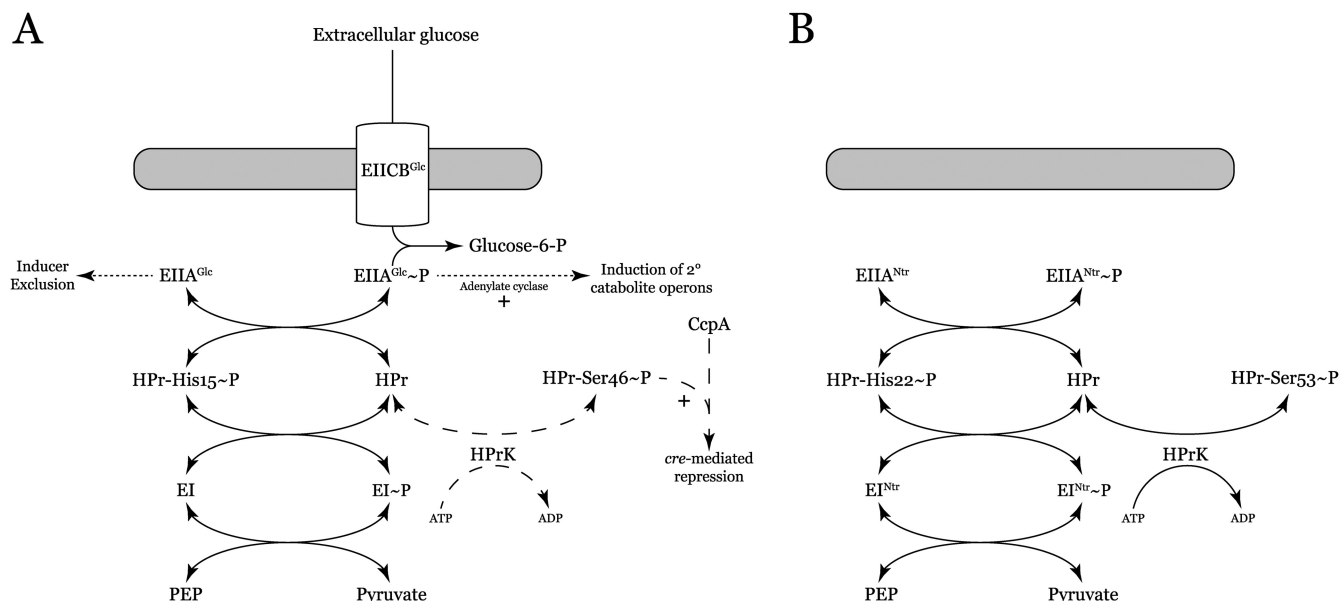 A
Extracellular glucose
EIICB^Glc
Glucose-6-P
Inducer
Exclusion
EIIA^Glc
EIIA^Glc~P
Adenylate cyclase
+
Induction of 2°
catabolite operons
CcpA
HPr-His15~P
HPr
HPr-Ser46~P
+
cre-mediated
repression
HPrK
EI
EI~P
ATP
ADP
PEP
Pyruvate
B
EIIA^Ntr
EIIA^Ntr~P
HPr-His22~P
HPr
HPr-Ser53~P
HPrK
EI^Ntr
EI^Ntr~P
ATP
ADP
PEP
Pyruvate